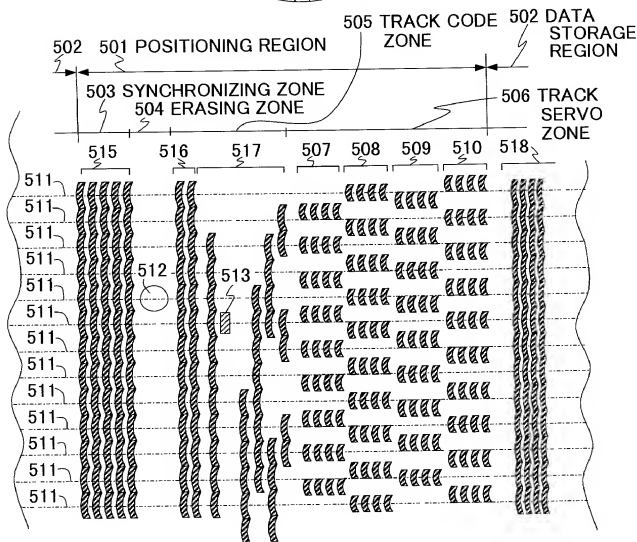 505 TRACK CODE ZONE
502 501 POSITIONING REGION 502 DATA STORAGE REGION
503 SYNCHRONIZING ZONE
504 ERASING ZONE
506 TRACK SERVO ZONE
515 516 517 507 508 509 510 518
511
511
511
511
512 513
511
511
511
511
511
511
511
511
511